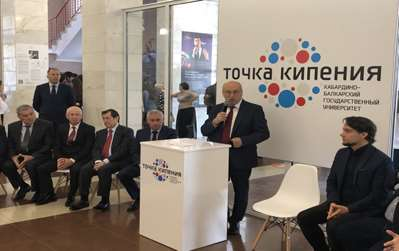 ТОЧКА КИПЕНИЯ
КАБАРДИНО-
БАЛКАРСКИЙ
ГОСУДАРСТВЕННЫЙ
УНИВЕРСИТЕТ
ТОЧКА КИПЕНИЯ